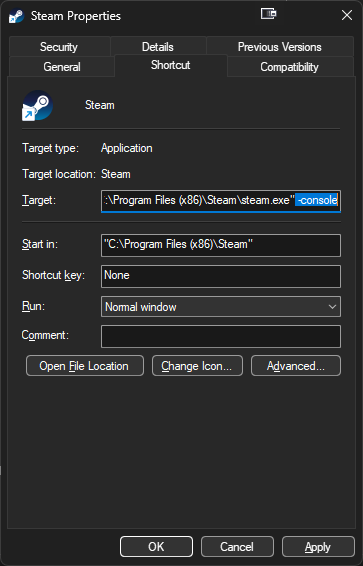 Steam Properties
Security Details Previous Versions
General Shortcut Compatibility
Steam
Target type: Application
Target location: Steam
Target: :\Program Files (x86)\Steam\steam.exe" -console
Start in: "C:\Program Files (x86)\Steam"
Shortcut key: None
Run: Normal window
Comment:
Open File Location Change Icon... Advanced...
OK Cancel Apply